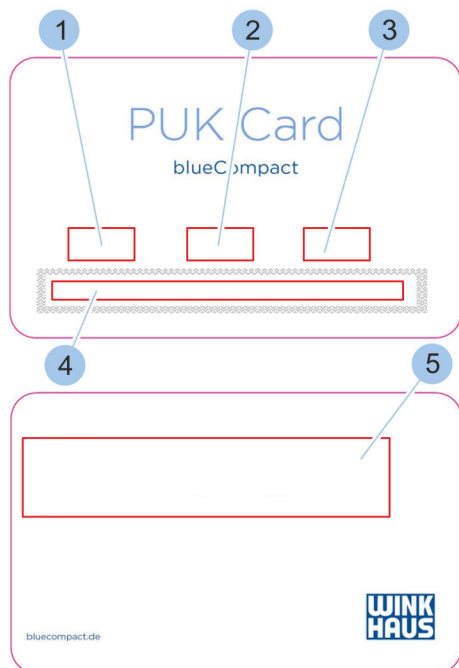 1 2 3
PUK Card
blueCompact
4
5
WINK
HAUS
bluecompact.de